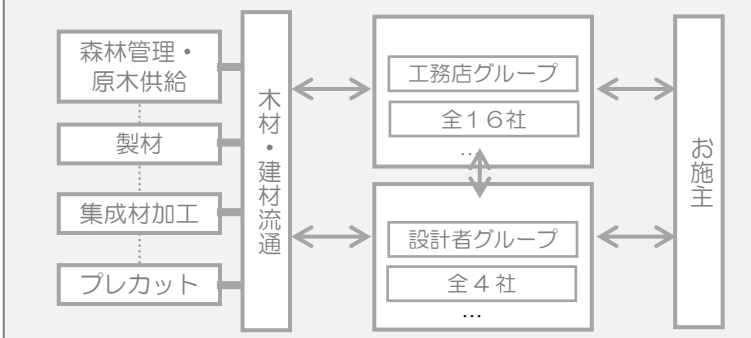 森林管理・
原木供給
製材
集成材加工
プレカット
木材・建材流通
工務店グループ
全16社
…
設計者グループ
全4社
…
お施主